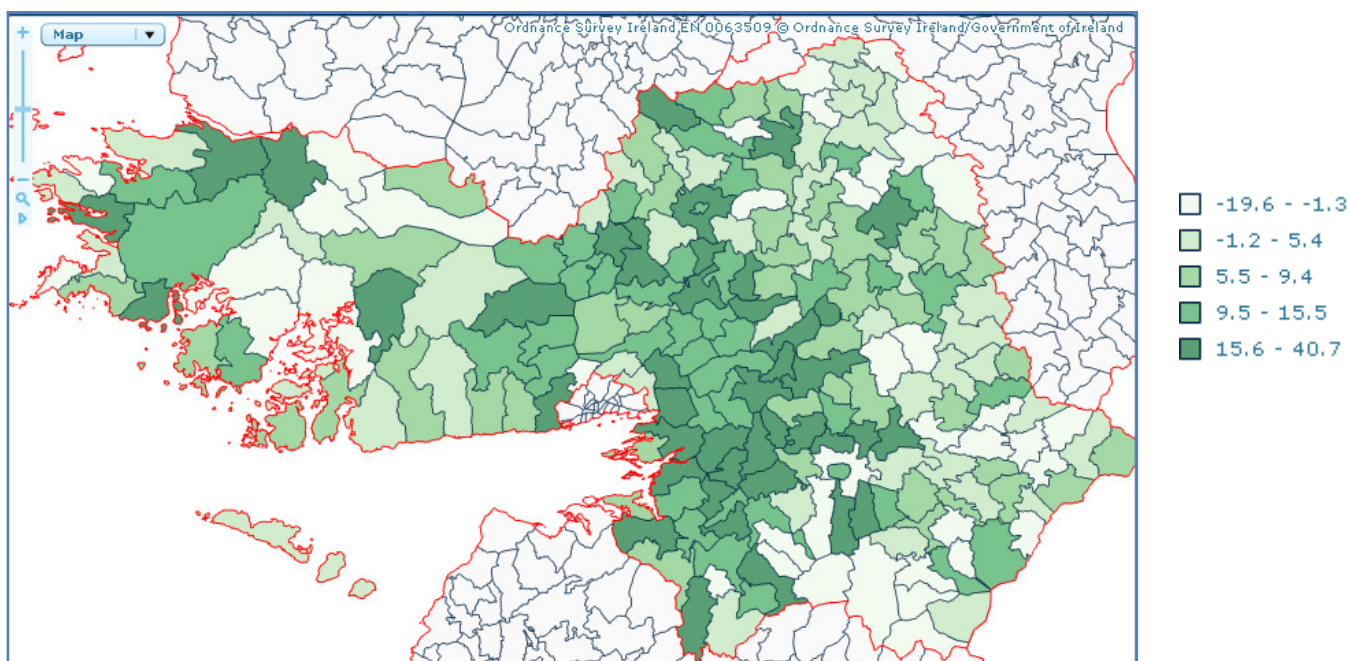 Map
Ordnance Survey Ireland EN 0063509 © Ordnance Survey Ireland/Government of Ireland
-19.6 - -1.3
-1.2 - 5.4
5.5 - 9.4
9.5 - 15.5
15.6 - 40.7